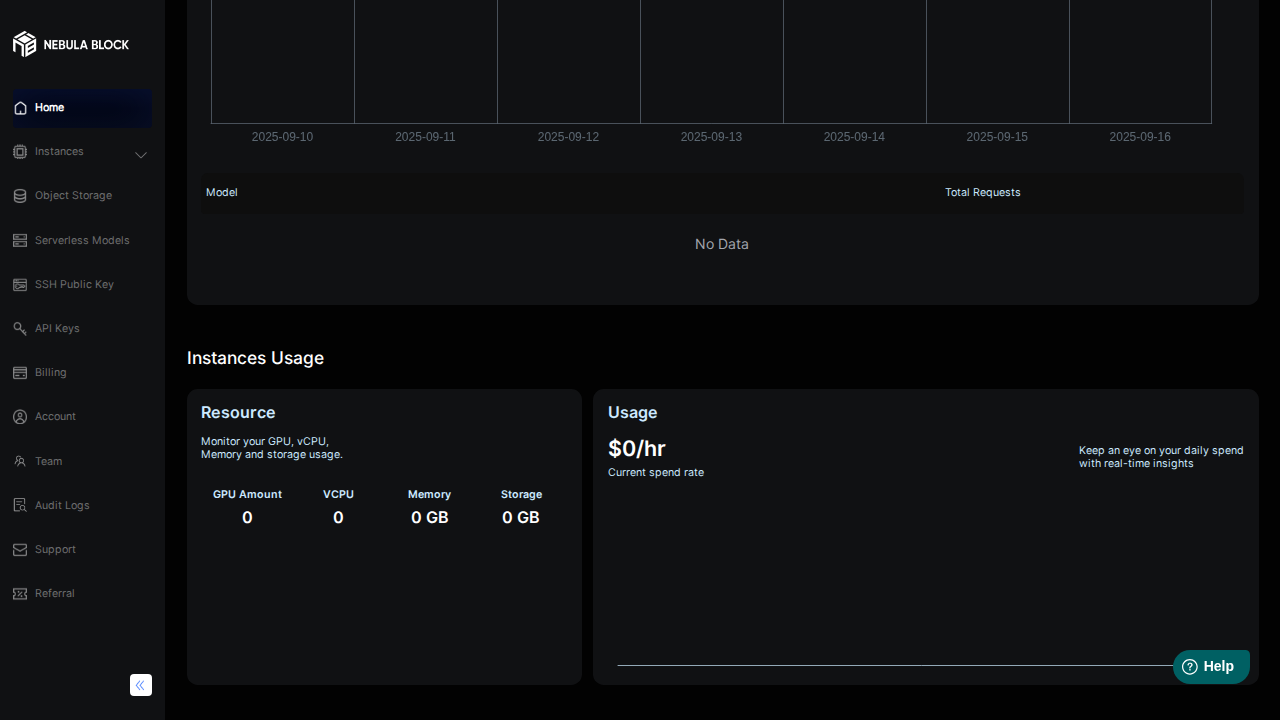 NEBULA BLOCK
Home
Instances
Object Storage
Serverless Models
SSH Public Key
API Keys
Billing
Account
Team
Audit Logs
Support
Referral
2025-09-10 2025-09-11 2025-09-12 2025-09-13 2025-09-14 2025-09-15 2025-09-16
Model Total Requests
No Data
Instances Usage
Resource
Monitor your GPU, vCPU,
Memory and storage usage.
GPU Amount VCPU Memory Storage
0 0 0 GB 0 GB
Usage
$0/hr
Current spend rate
Keep an eye on your daily spend
with real-time insights
Help